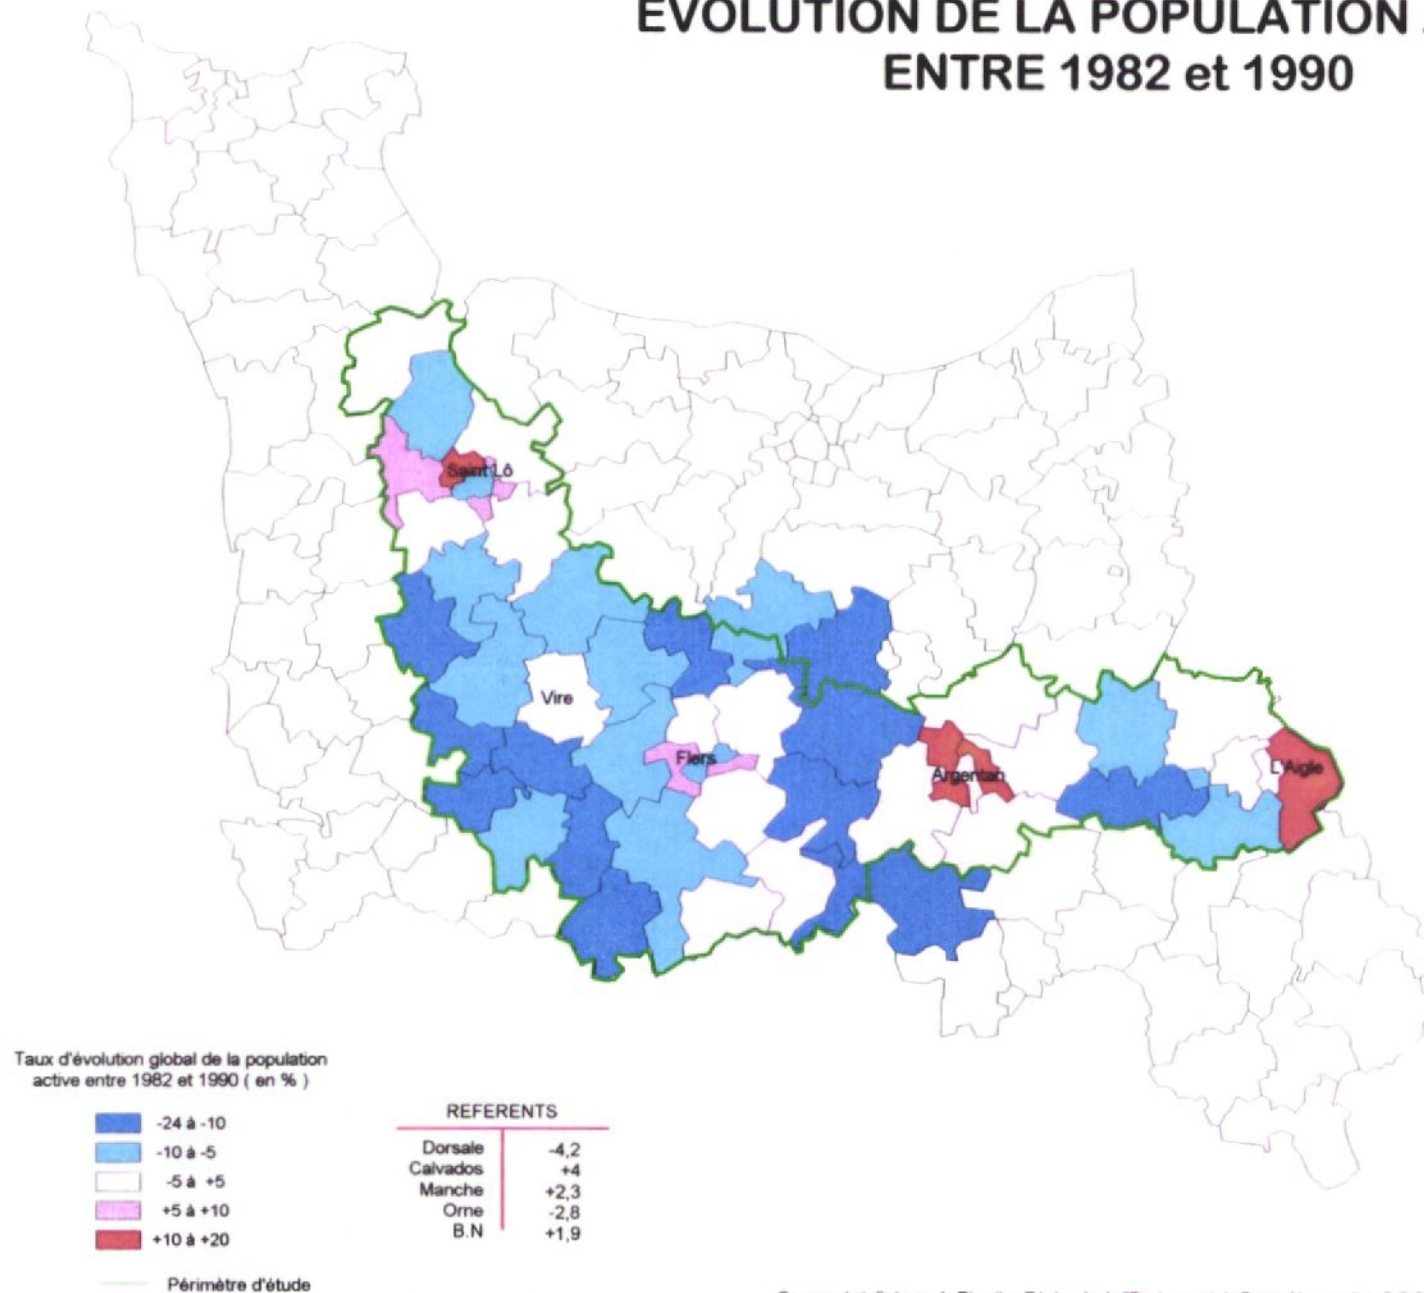 EVOLUTION DE LA POPULATION
ENTRE 1982 et 1990
Saint Lô
Vire
Flers
Argentan
L'Aigle
Taux d'évolution global de la population
active entre 1982 et 1990 ( en % )
-24 à -10
-10 à -5
-5 à +5
+5 à +10
+10 à +20
Périmètre d'étude
REFERENTS
Dorsale -4,2
Calvados +4
Manche +2,3
Orne -2,8
B.N +1,9